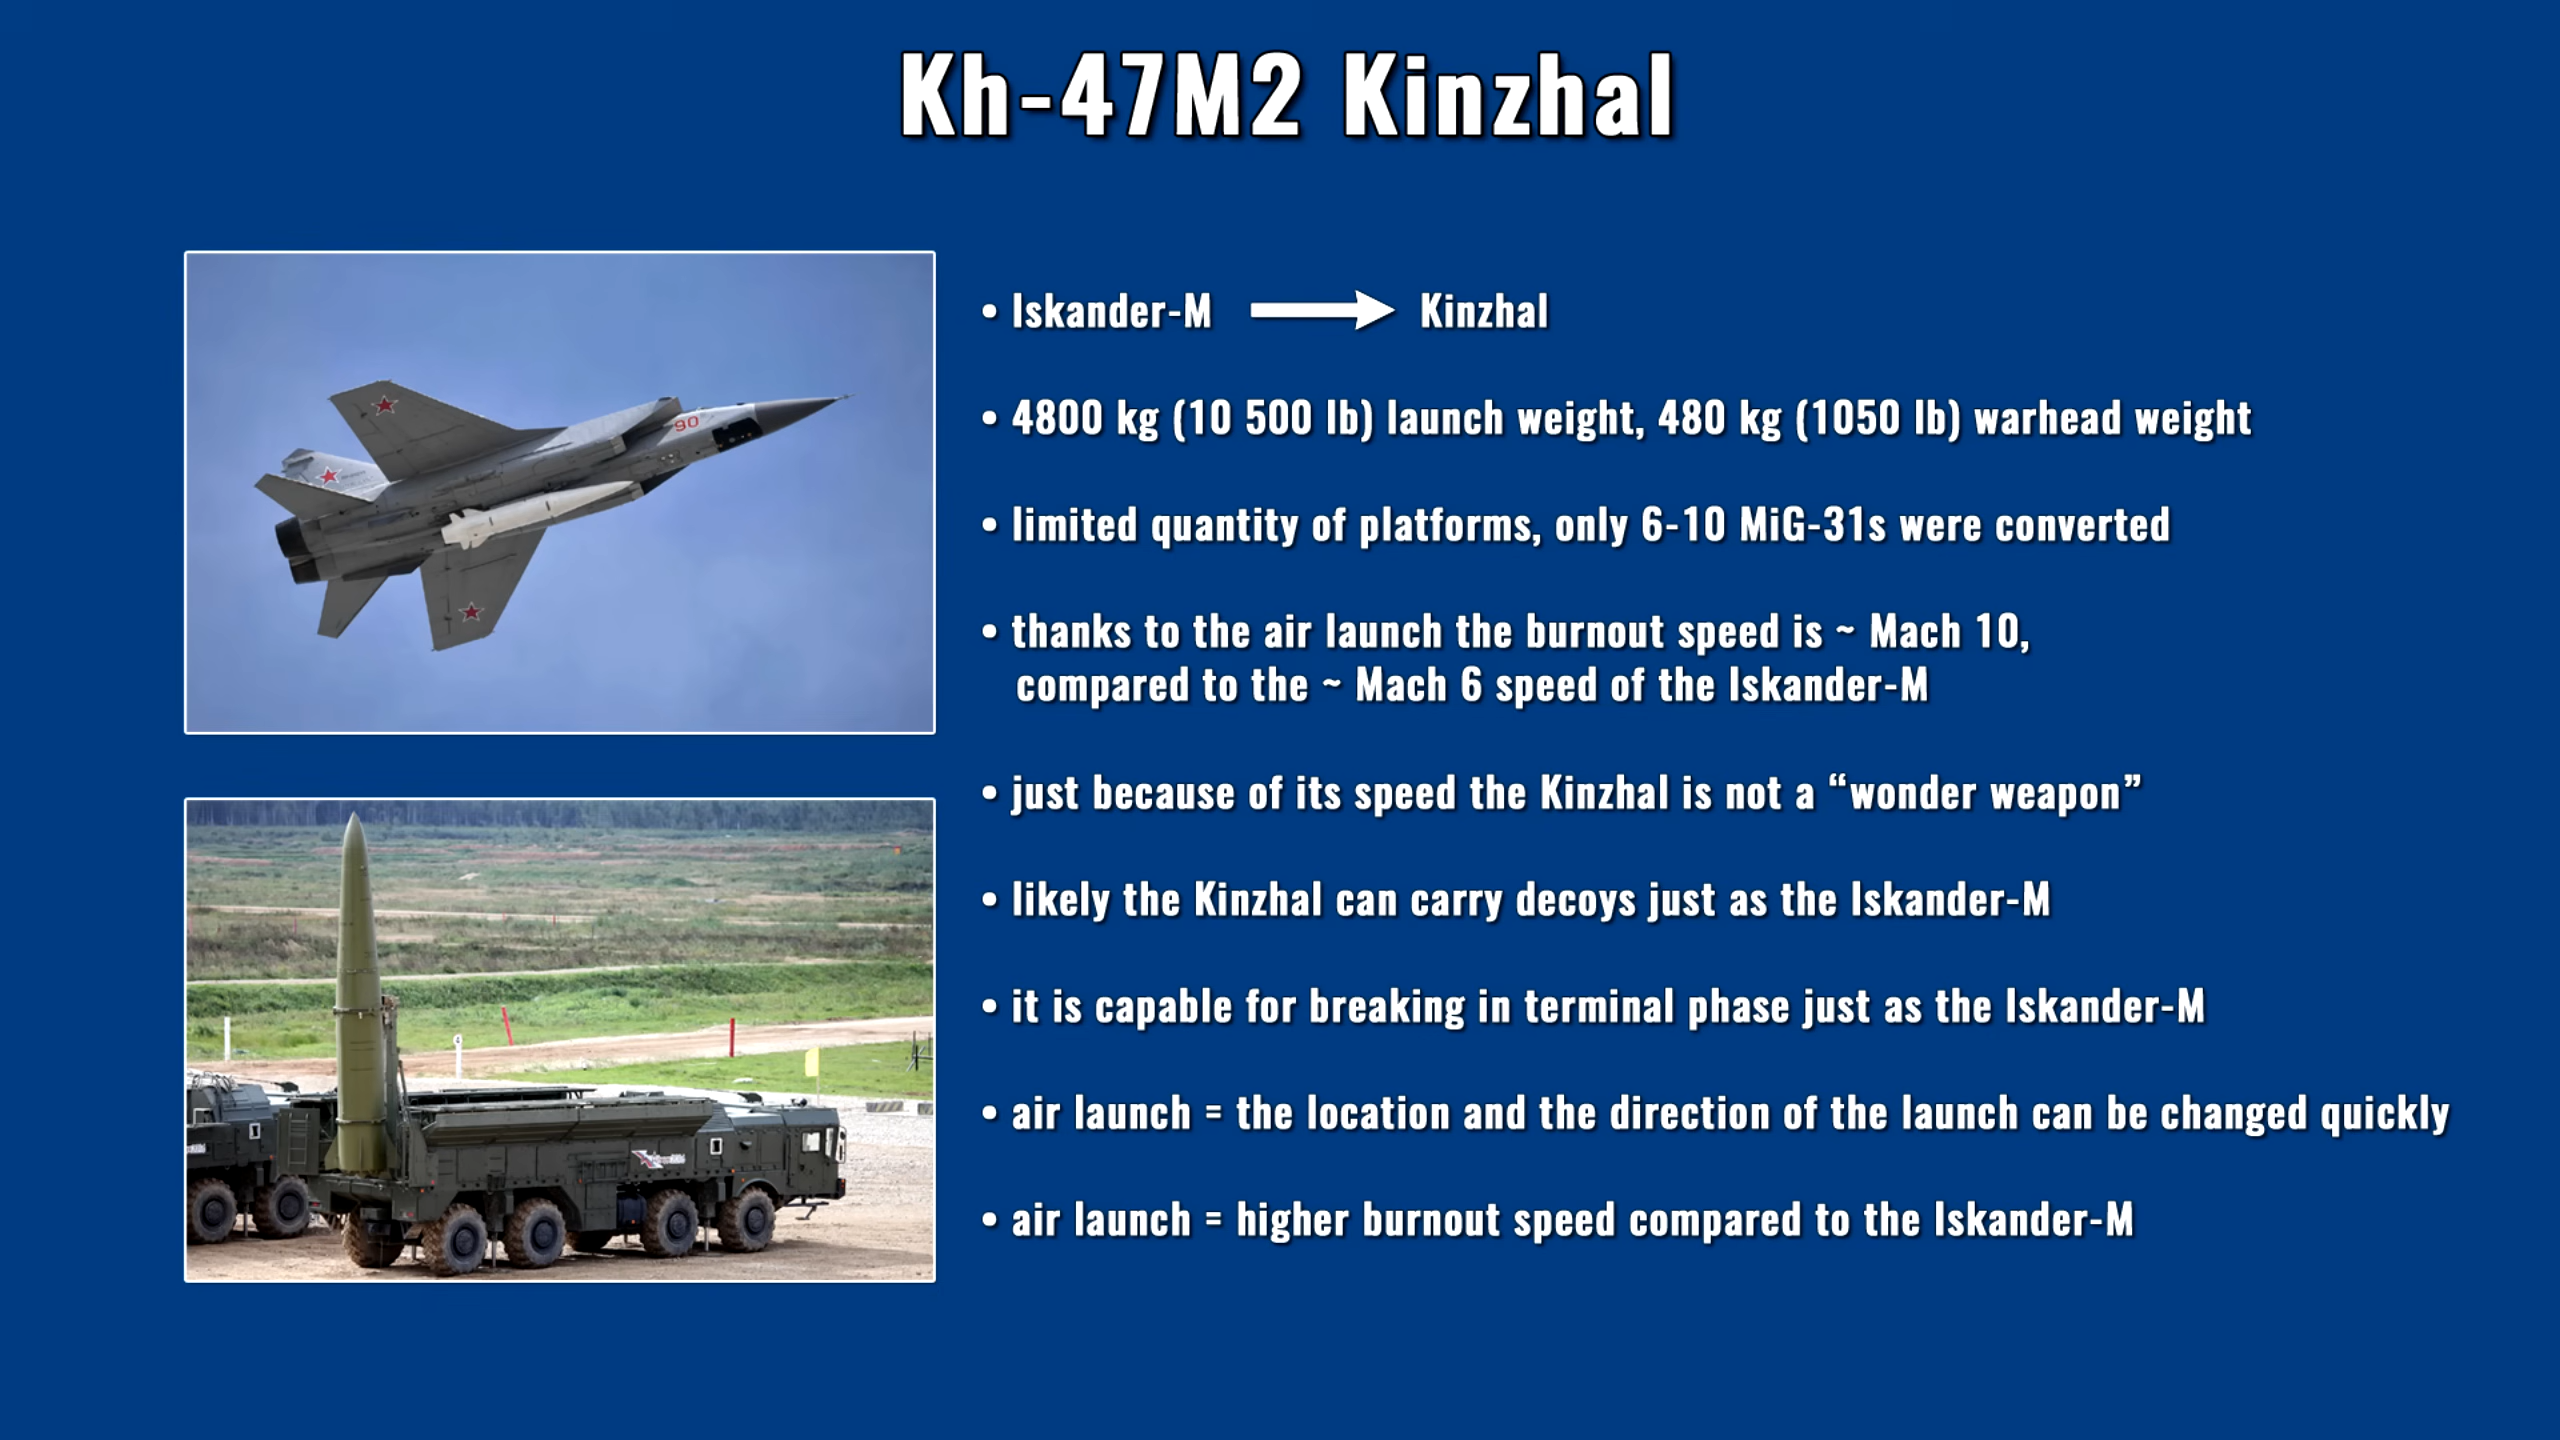 Kh-47M2 Kinzhal
• Iskander-M → Kinzhal
• 4800 kg (10 500 lb) launch weight, 480 kg (1050 lb) warhead weight
• limited quantity of platforms, only 6-10 MiG-31s were converted
• thanks to the air launch the burnout speed is ~ Mach 10,
compared to the ~ Mach 6 speed of the Iskander-M
• just because of its speed the Kinzhal is not a “wonder weapon”
• likely the Kinzhal can carry decoys just as the Iskander-M
• it is capable for breaking in terminal phase just as the Iskander-M
• air launch = the location and the direction of the launch can be changed quickly
• air launch = higher burnout speed compared to the Iskander-M
90